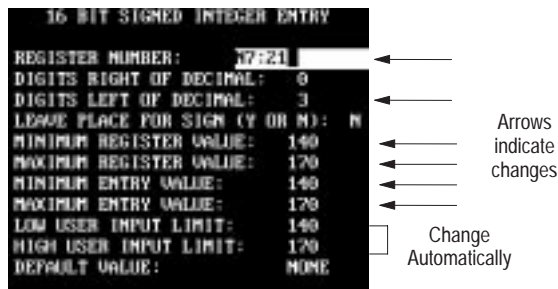 16 BIT SIGNED INTEGER ENTRY
REGISTER NUMBER: N7:21
DIGITS RIGHT OF DECIMAL: 0
DIGITS LEFT OF DECIMAL: 3
LEAVE PLACE FOR SIGN (Y OR N): N
MINIMUM REGISTER VALUE: 140
MAXIMUM REGISTER VALUE: 170
MINIMUM ENTRY VALUE: 140
MAXIMUM ENTRY VALUE: 170
LOW USER INPUT LIMIT: 140
HIGH USER INPUT LIMIT: 170
DEFAULT VALUE: NONE
Arrows
indicate
changes
Change
Automatically